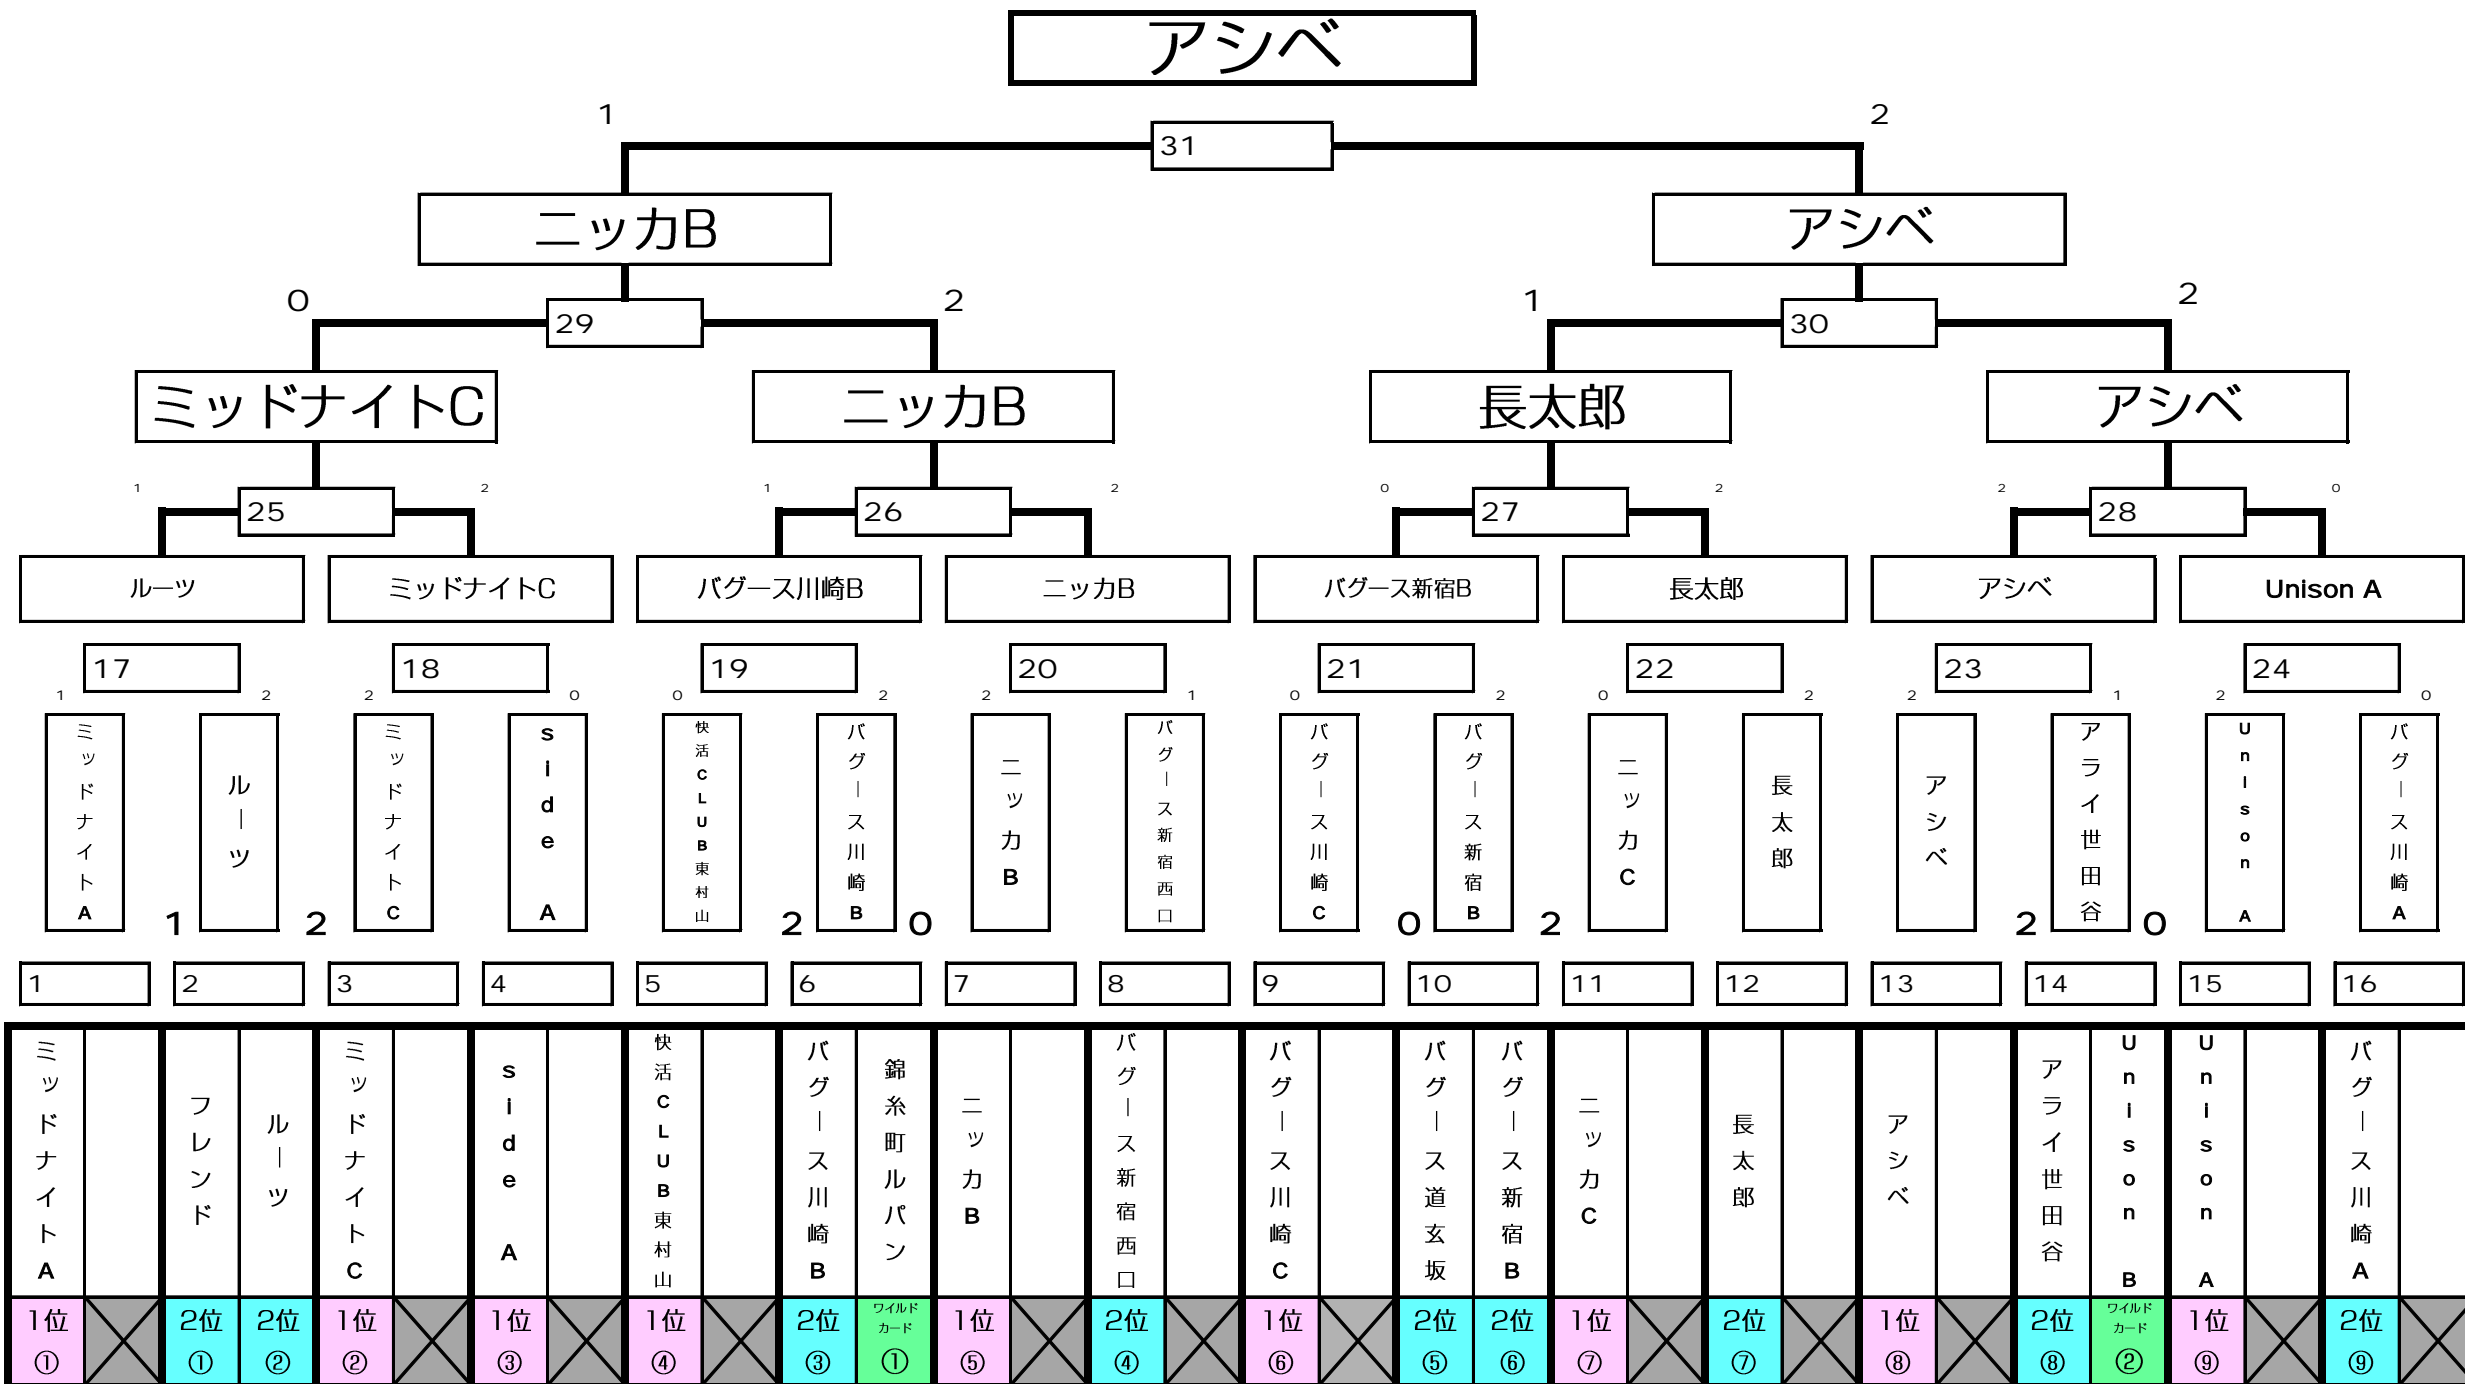 アシベ
1 2
31
ニッカB アシベ
0 2 1 2
29 30
ミッドナイトC ニッカB 長太郎 アシベ
1 2 1 2 0 2 2 0
25 26 27 28
ルーツ ミッドナイトC バグース川崎B ニッカB バグース新宿B 長太郎 アシベ Unison A
17 18 19 20 21 22 23 24
1 2 2 0 0 2 2 1 0 2 0 2 2 1 2 0
ミッドナイトA
ルーツ
ミッドナイトC
side A
快活CLUB東村山
バグース川崎B
ニッカB
バグース新宿西口
バグース川崎C
バグース新宿B
ニッカC
長太郎
アシベ
アライ世田谷
UnIson A
バグース川崎A
1 2 2 0 0 2 2 0
1 2 3 4 5 6 7 8 9 10 11 12 13 14 15 16
ミッドナイトA
フレンド
ルーツ
ミッドナイトC
side A
快活CLUB東村山
バグース川崎B
錦糸町ルパン
ニッカB
バグース新宿西口
バグース川崎C
バグース道玄坂
バグース新宿B
ニッカC
長太郎
アシベ
アライ世田谷
Unison B
Unison A
バグース川崎A
1位 2位 2位 1位 1位 1位 2位 ワイルドカード 1位 2位 1位 2位 2位 1位 2位 1位 2位 ワイルドカード 1位 2位
① ① ② ② ③ ④ ③ ① ⑤ ④ ⑥ ⑤ ⑥ ⑦ ⑦ ⑧ ⑧ ② ⑨ ⑨